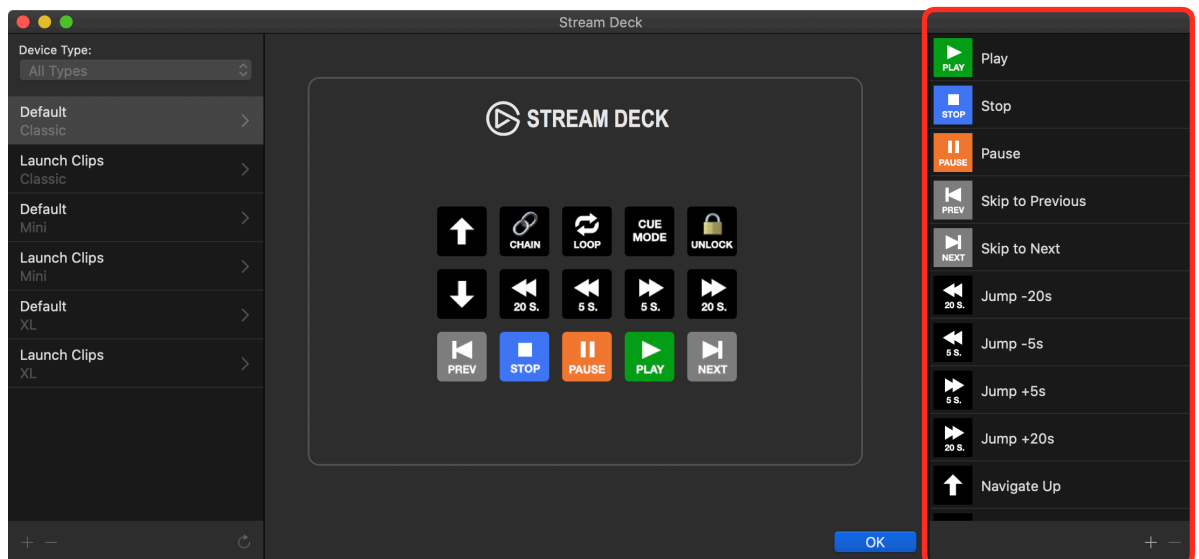 Stream Deck
Device Type:
All Types
Default
Classic
Launch Clips
Classic
Default
Mini
Launch Clips
Mini
Default
XL
Launch Clips
XL
STREAM DECK
CHAIN
LOOP
CUE
MODE
UNLOCK
20 S.
5 S.
5 S.
20 S.
PREV
STOP
PAUSE
PLAY
NEXT
OK
PLAY
Play
STOP
Stop
PAUSE
Pause
PREV
Skip to Previous
NEXT
Skip to Next
20 S.
Jump -20s
5 S.
Jump -5s
5 S.
Jump +5s
20 S.
Jump +20s
Navigate Up